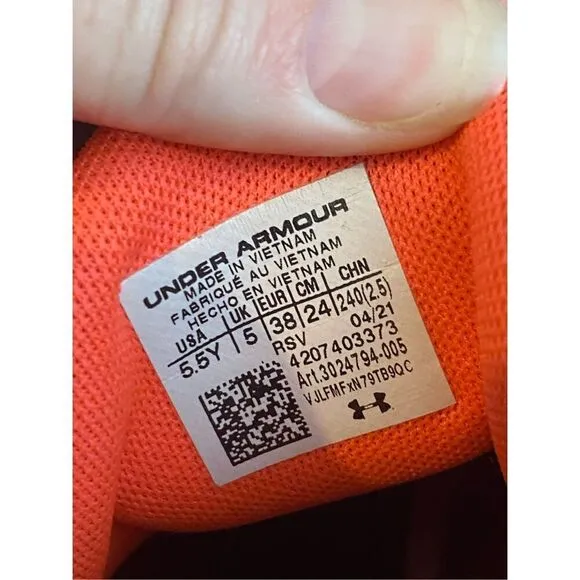 UNDER ARMOUR
MADE IN VIETNAM
FABRIQUÉ AU VIETNAM
HECHO EN VIETNAM
USA UK EUR CM CHN
5.5Y 5 38 24 240(2.5)
RSV 04/21
4207403373
Art.3024794-005
VJLFMFxN79TB9QC